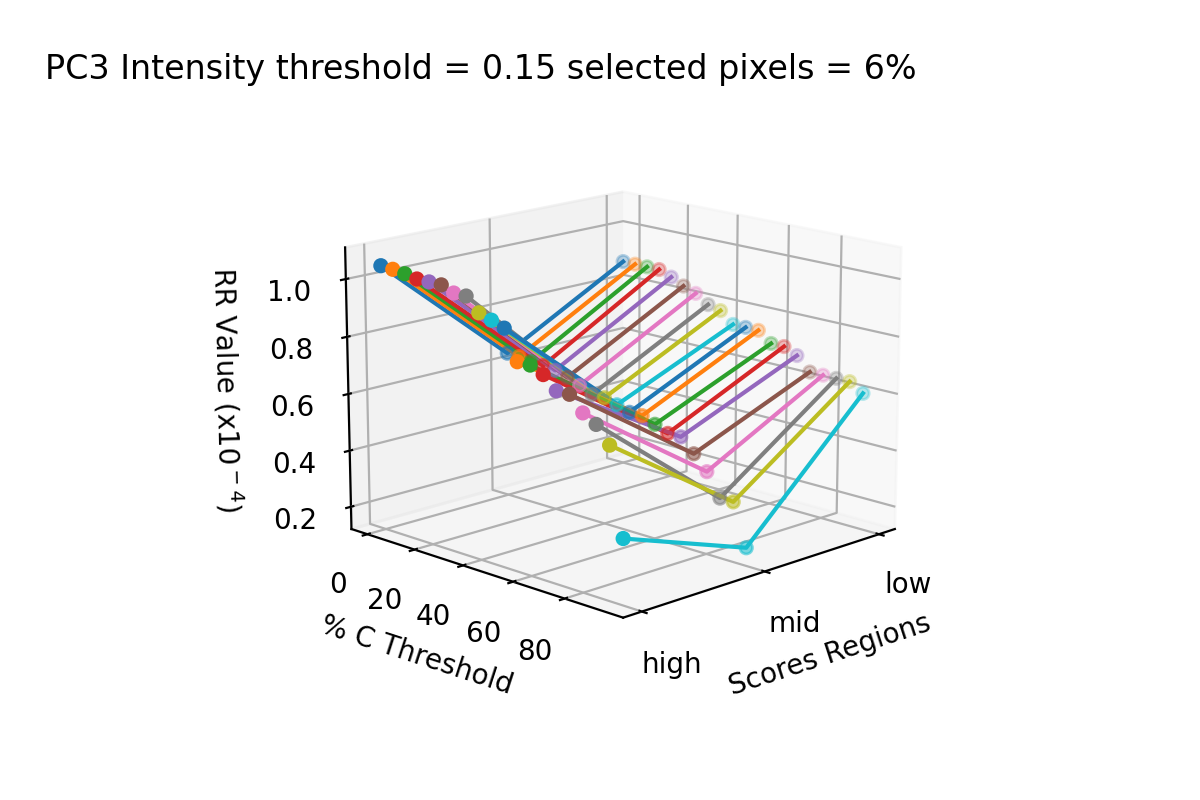 PC3 Intensity threshold = 0.15 selected pixels = 6%
RR Value (x10⁻⁴)
1.0
0.8
0.6
0.4
0.2
0
20
40
60
80
% C Threshold
high
mid
low
Scores Regions